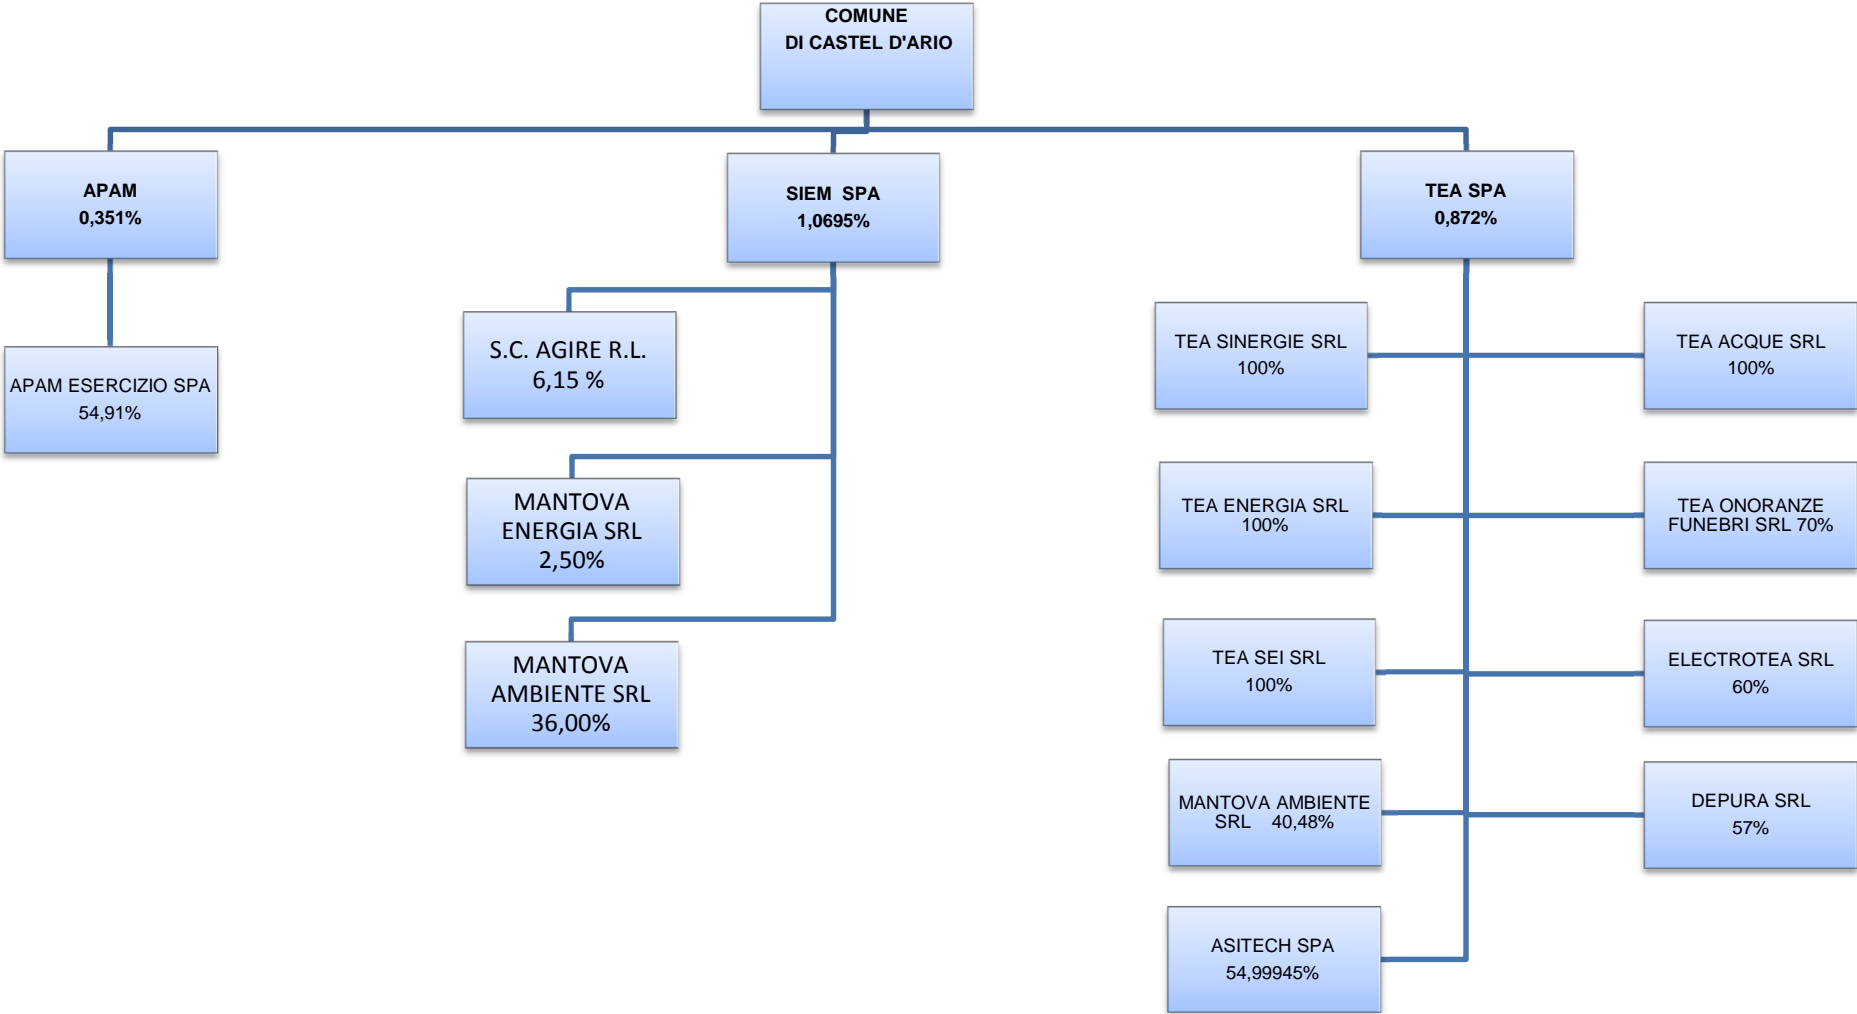 COMUNE
DI CASTEL D'ARIO
APAM
0,351%
SIEM SPA
1,0695%
TEA SPA
0,872%
APAM ESERCIZIO SPA
54,91%
S.C. AGIRE R.L.
6,15 %
MANTOVA
ENERGIA SRL
2,50%
MANTOVA
AMBIENTE SRL
36,00%
TEA SINERGIE SRL
100%
TEA ACQUE SRL
100%
TEA ENERGIA SRL
100%
TEA ONORANZE
FUNEBRI SRL 70%
TEA SEI SRL
100%
ELECTROTEA SRL
60%
MANTOVA AMBIENTE
SRL 40,48%
DEPURA SRL
57%
ASITECH SPA
54,99945%